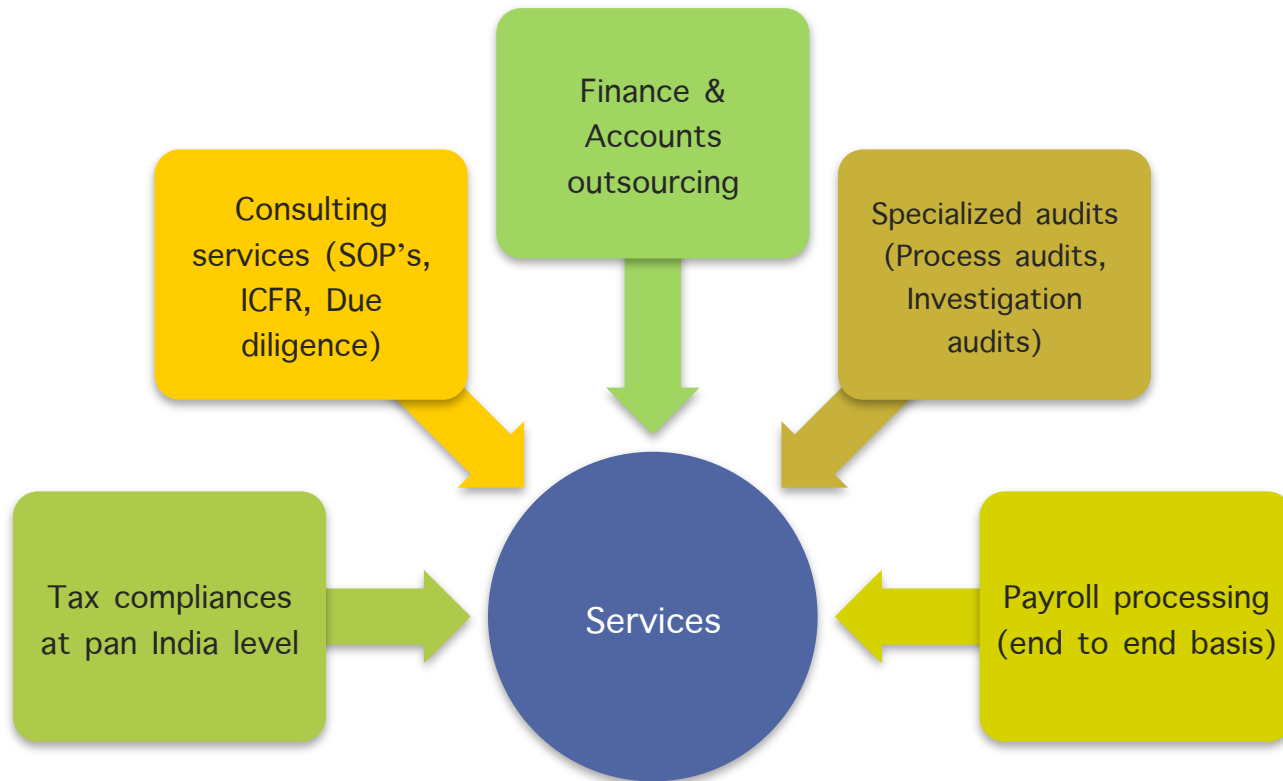 Finance &
Accounts
outsourcing
Consulting
services (SOP’s,
ICFR, Due
diligence)
Specialized audits
(Process audits,
Investigation
audits)
Tax compliances
at pan India level
Services
Payroll processing
(end to end basis)